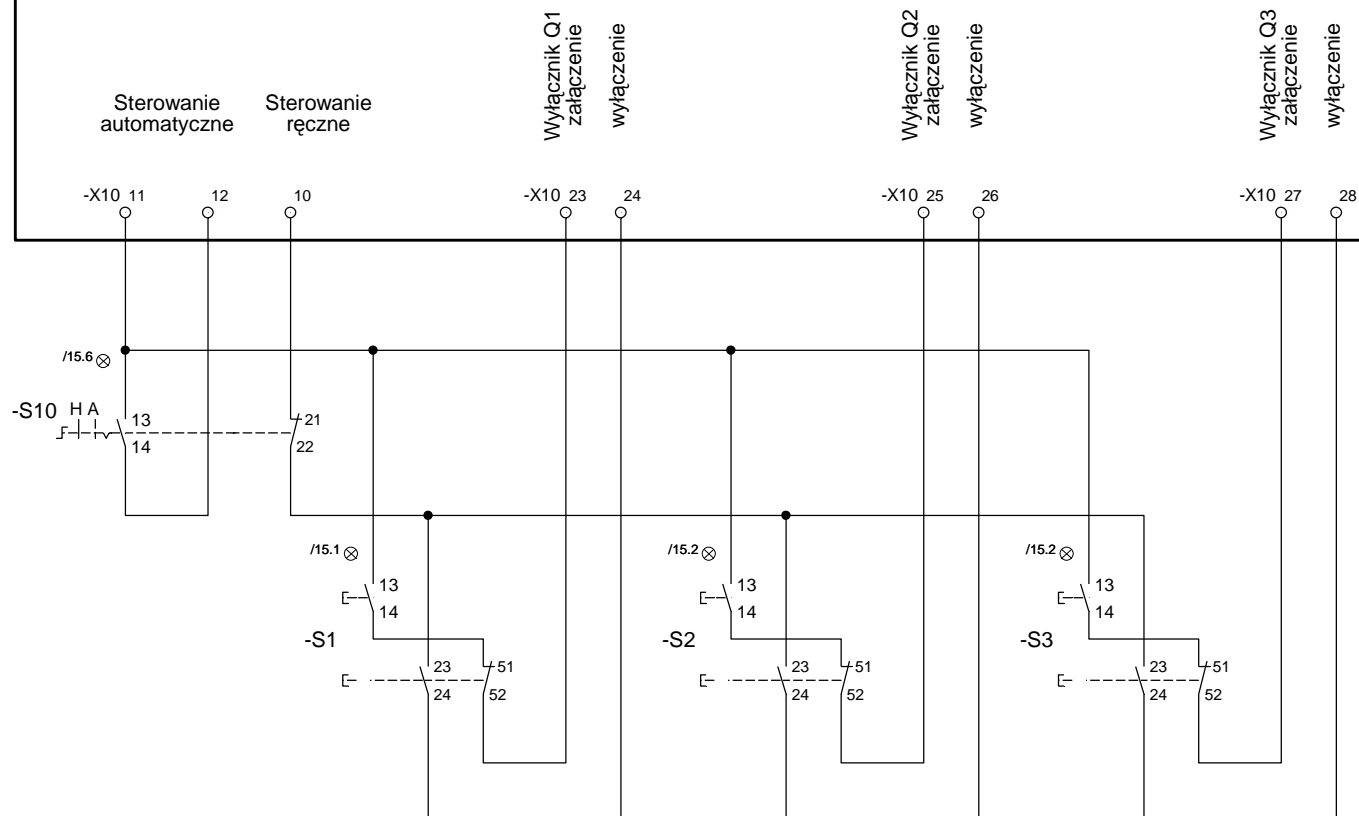 Wyłącznik Q1
załączenie
wyłączenie
Wyłącznik Q2
załączenie
wyłączenie
Wyłącznik Q3
załączenie
wyłączenie
Sterowanie
automatyczne
Sterowanie
ręczne
-X10 11
12
10
-X10 23
24
-X10 25
26
-X10 27
28
/15.6
-S10
H A
13
14
21
22
/15.1
13
14
-S1
23
24
51
52
/15.2
13
14
-S2
23
24
51
52
/15.2
13
14
-S3
23
24
51
52